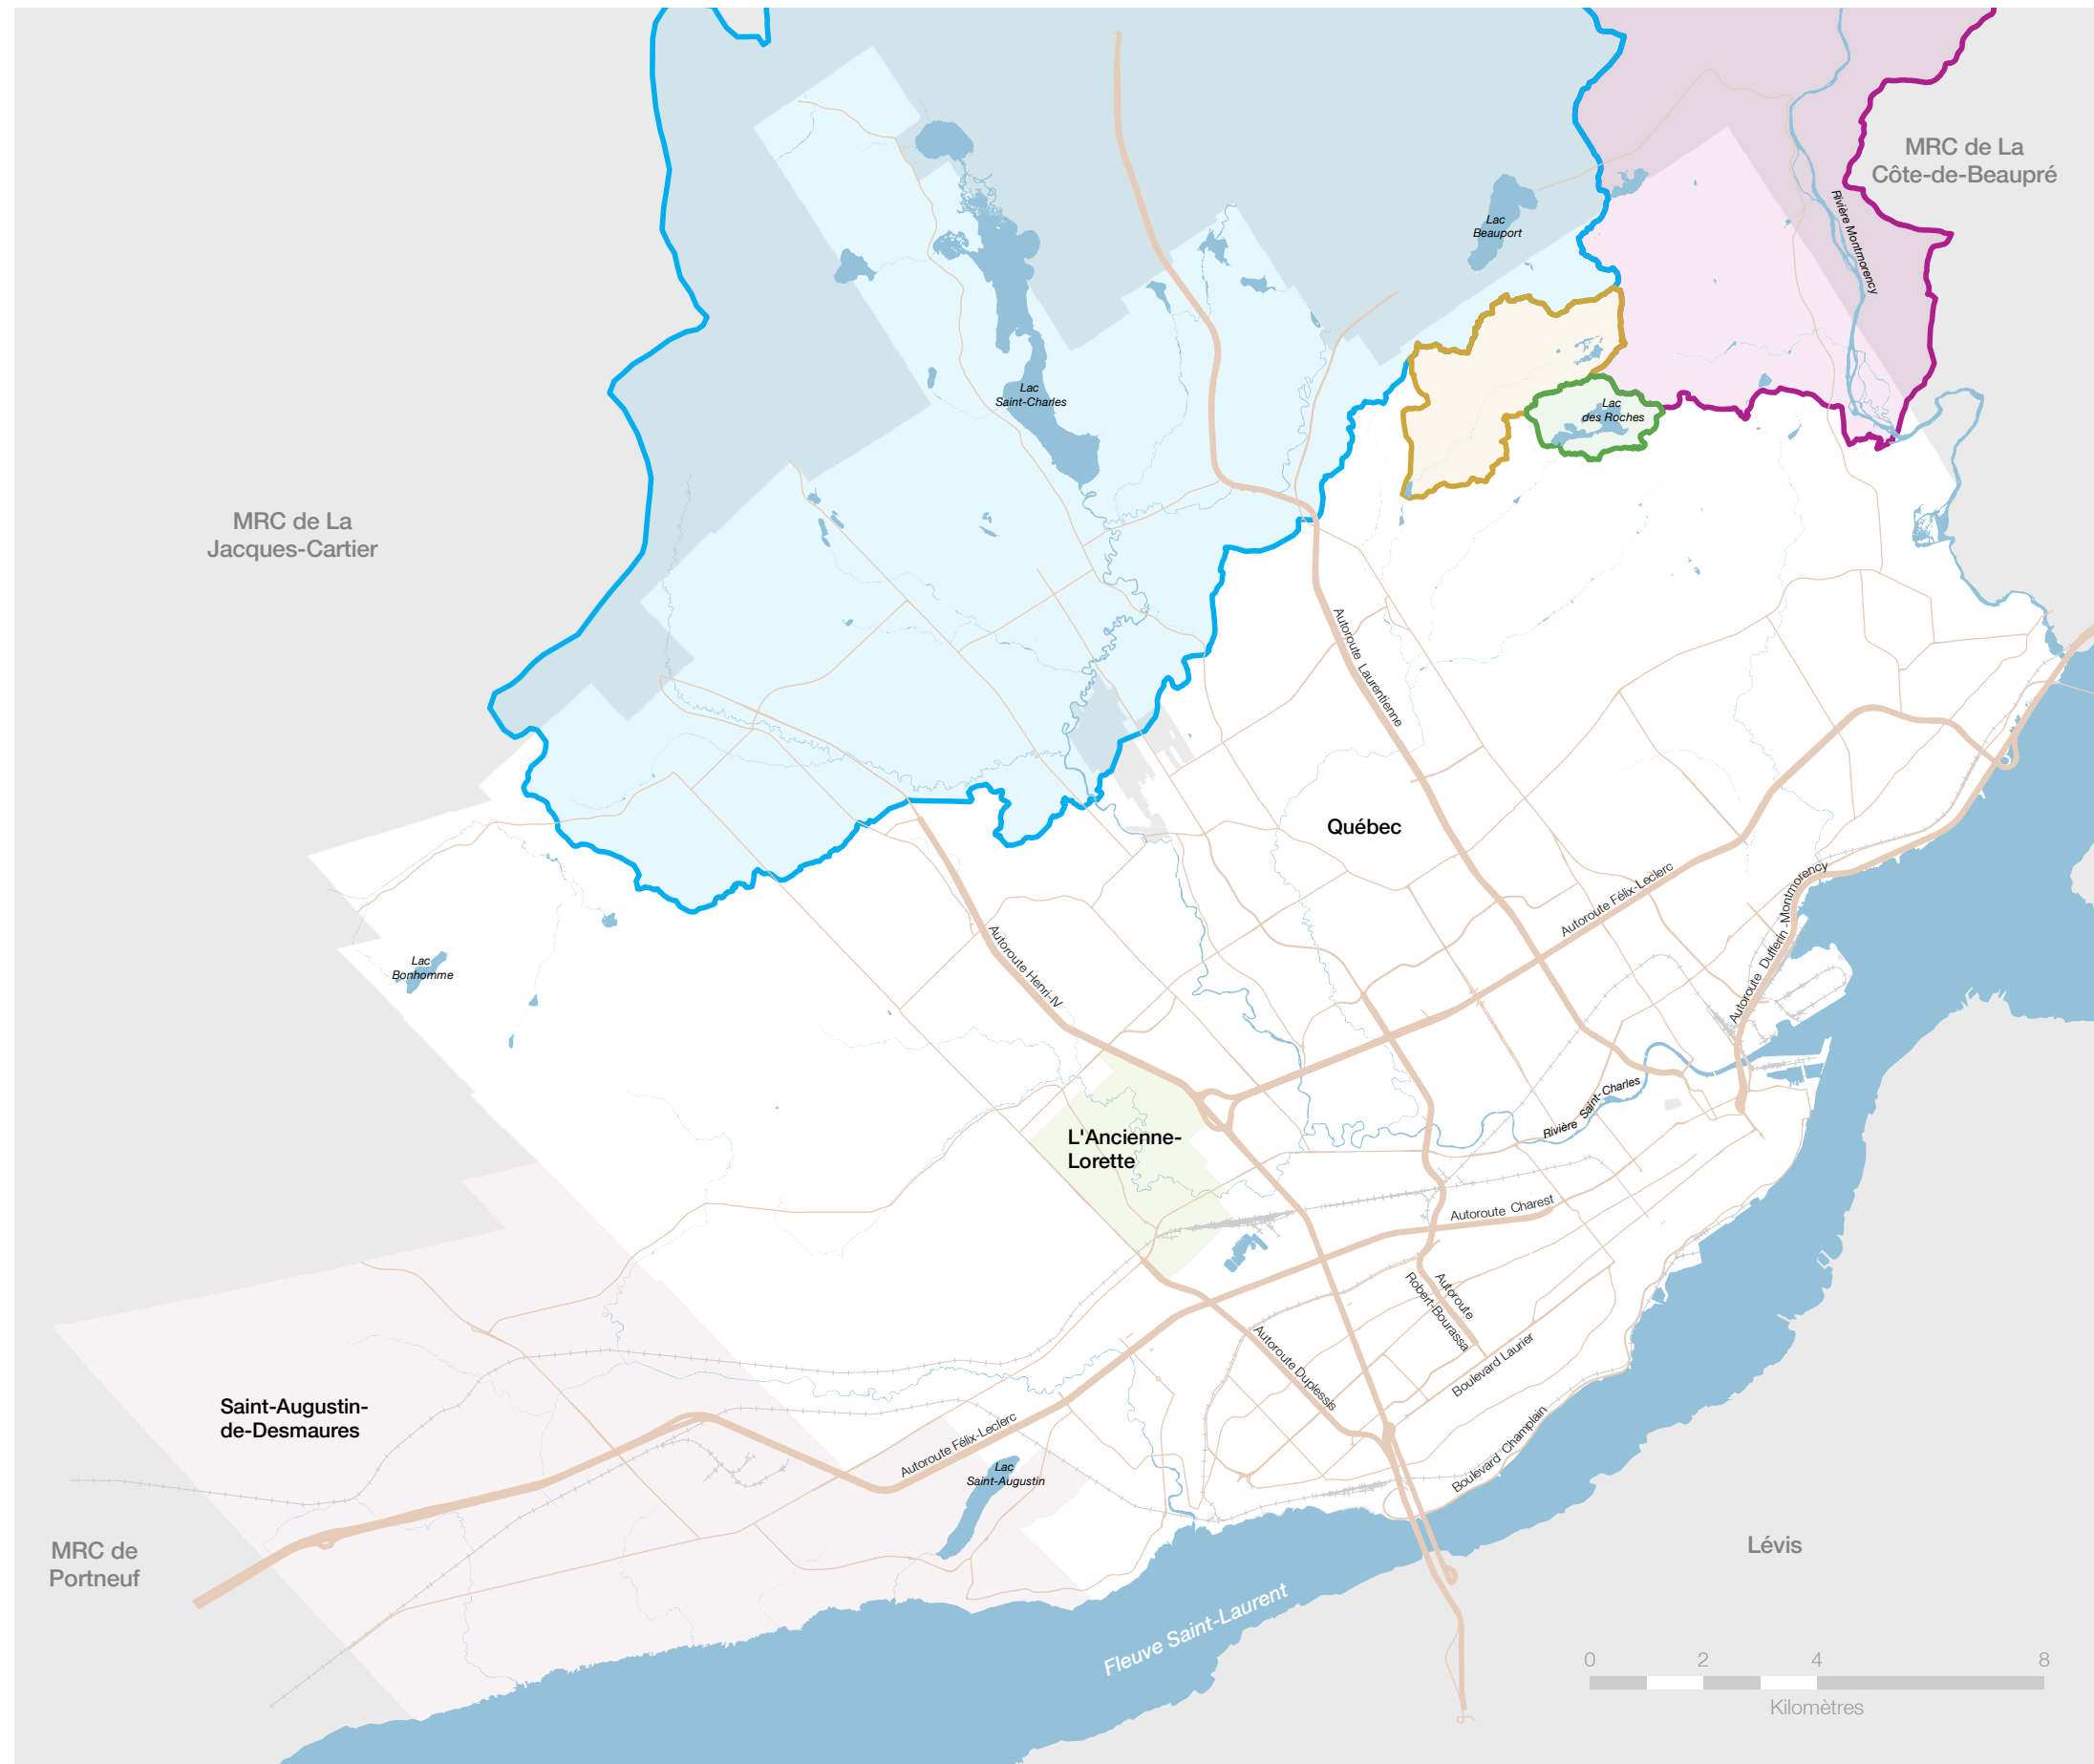 MRC de La
Côte-de-Beaupré
Rivière Montmorency
Lac
Beauport
Lac
Saint-Charles
Lac
des Roches
MRC de La
Jacques-Cartier
Autoroute Laurentienne
Québec
Autoroute Félix-Leclerc
Autoroute Dufferin-Montmorency
Lac
Bonhomme
Autoroute Henri-IV
Rivière Saint-Charles
L'Ancienne-
Lorette
Autoroute Charest
Autoroute
Robert-Bourassa
Autoroute Duplessis
Boulevard Laurier
Saint-Augustin-
de-Desmaures
Autoroute Félix-Leclerc
Boulevard Champlain
Lac
Saint-Augustin
MRC de
Portneuf
Lévis
Fleuve Saint-Laurent
0 2 4 8
Kilomètres